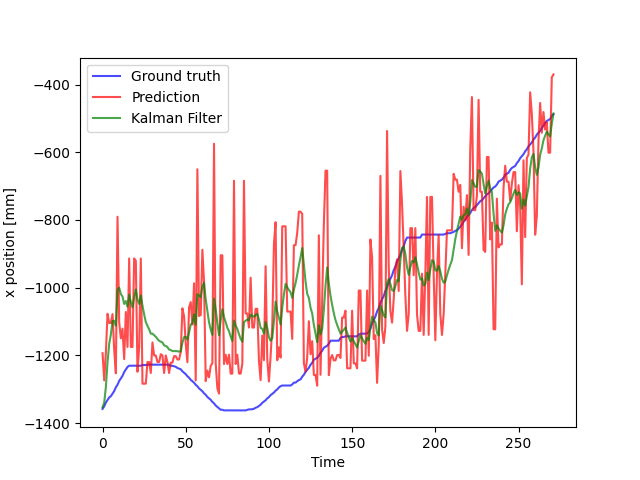 Ground truth
Prediction
Kalman Filter
−400
−600
−800
−1000
−1200
−1400
x position [mm]
0 50 100 150 200 250
Time